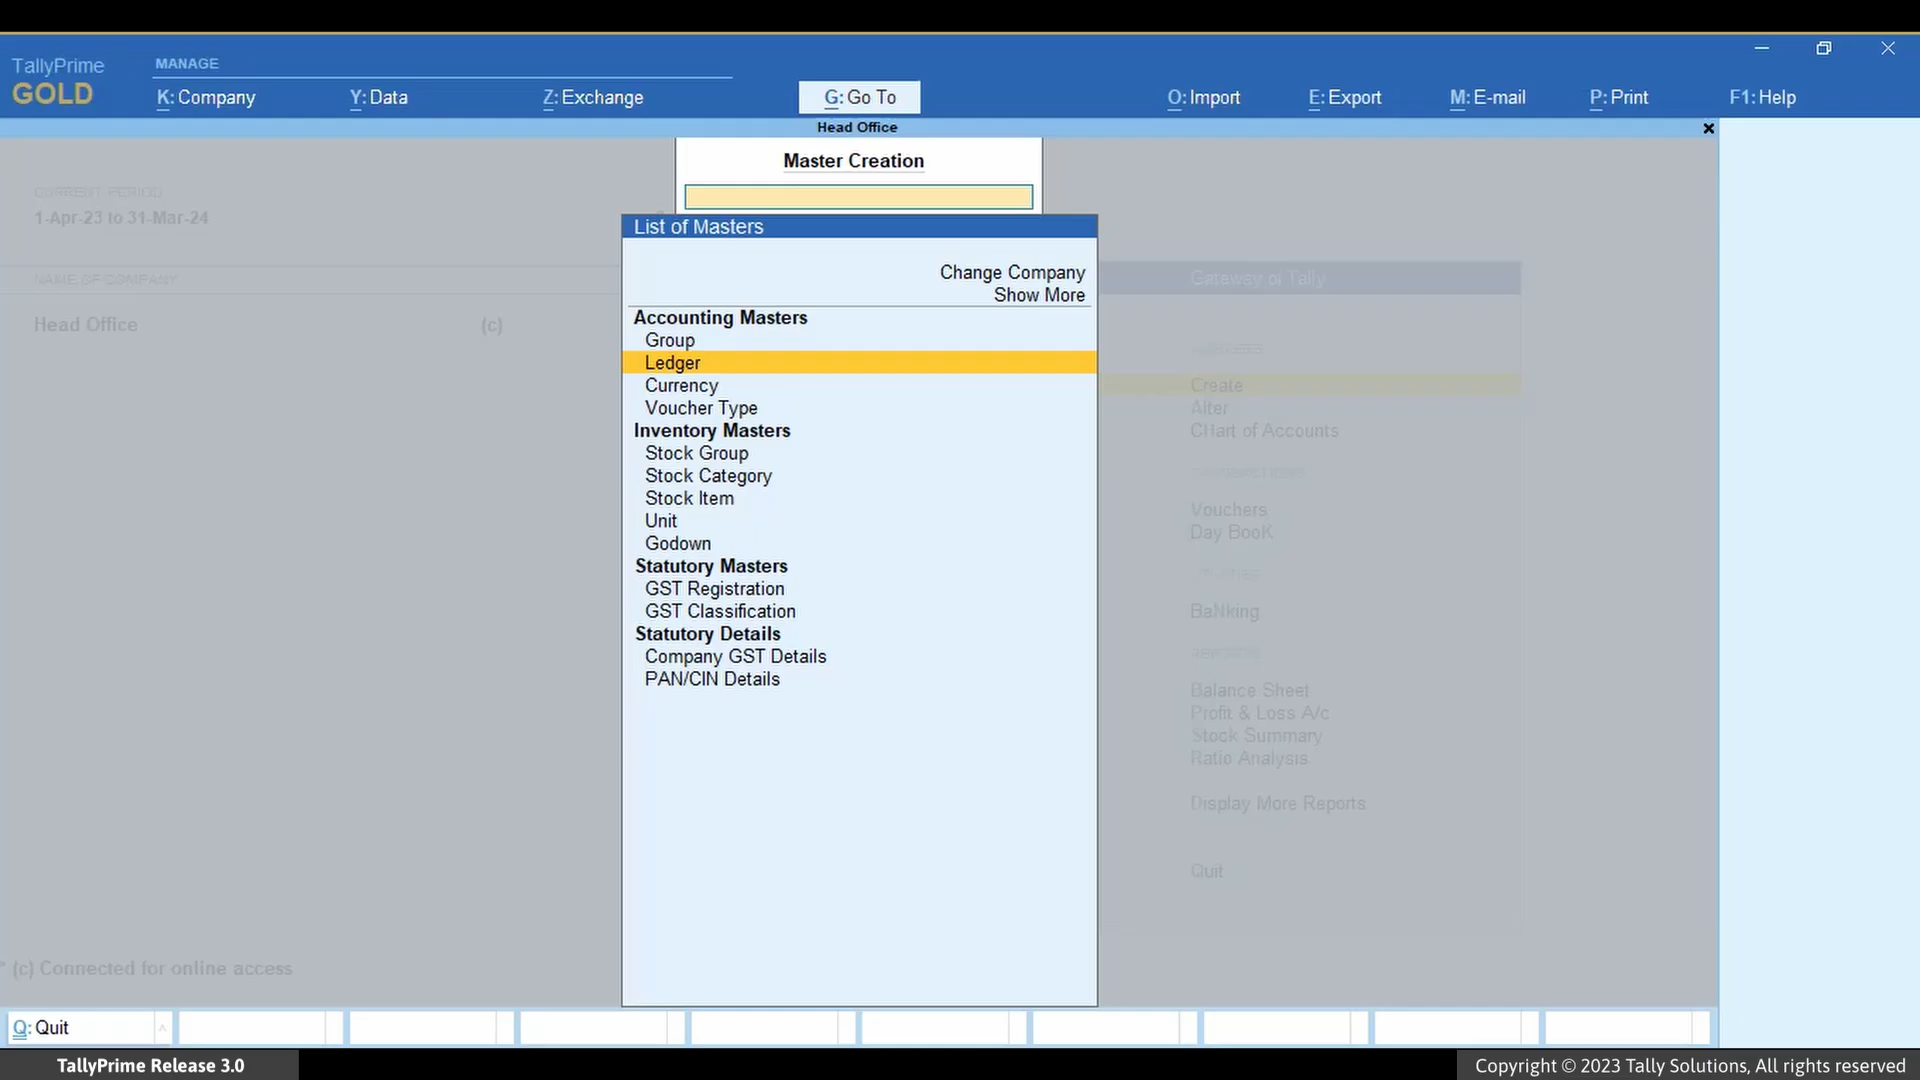 TallyPrime
GOLD
MANAGE
K: Company
Y: Data
Z: Exchange
G: Go To
O: Import
E: Export
M: E-mail
P: Print
F1: Help
Head Office
Master Creation
CURRENT PERIOD
1-Apr-23 to 31-Mar-24
NAME OF COMPANY
Head Office (c)
List of Masters
Change Company
Show More
Accounting Masters
Group
Ledger
Currency
Voucher Type
Inventory Masters
Stock Group
Stock Category
Stock Item
Unit
Godown
Statutory Masters
GST Registration
GST Classification
Statutory Details
Company GST Details
PAN/CIN Details
Gateway of Tally
MASTERS
Create
Alter
CHart of Accounts
TRANSACTIONS
Vouchers
Day BooK
UTILITIES
BaNking
REPORTS
Balance Sheet
Profit & Loss A/c
Stock Summary
Ratio Analysis
Display More Reports
Quit
* (c) Connected for online access
Q: Quit
TallyPrime Release 3.0
Copyright © 2023 Tally Solutions, All rights reserved